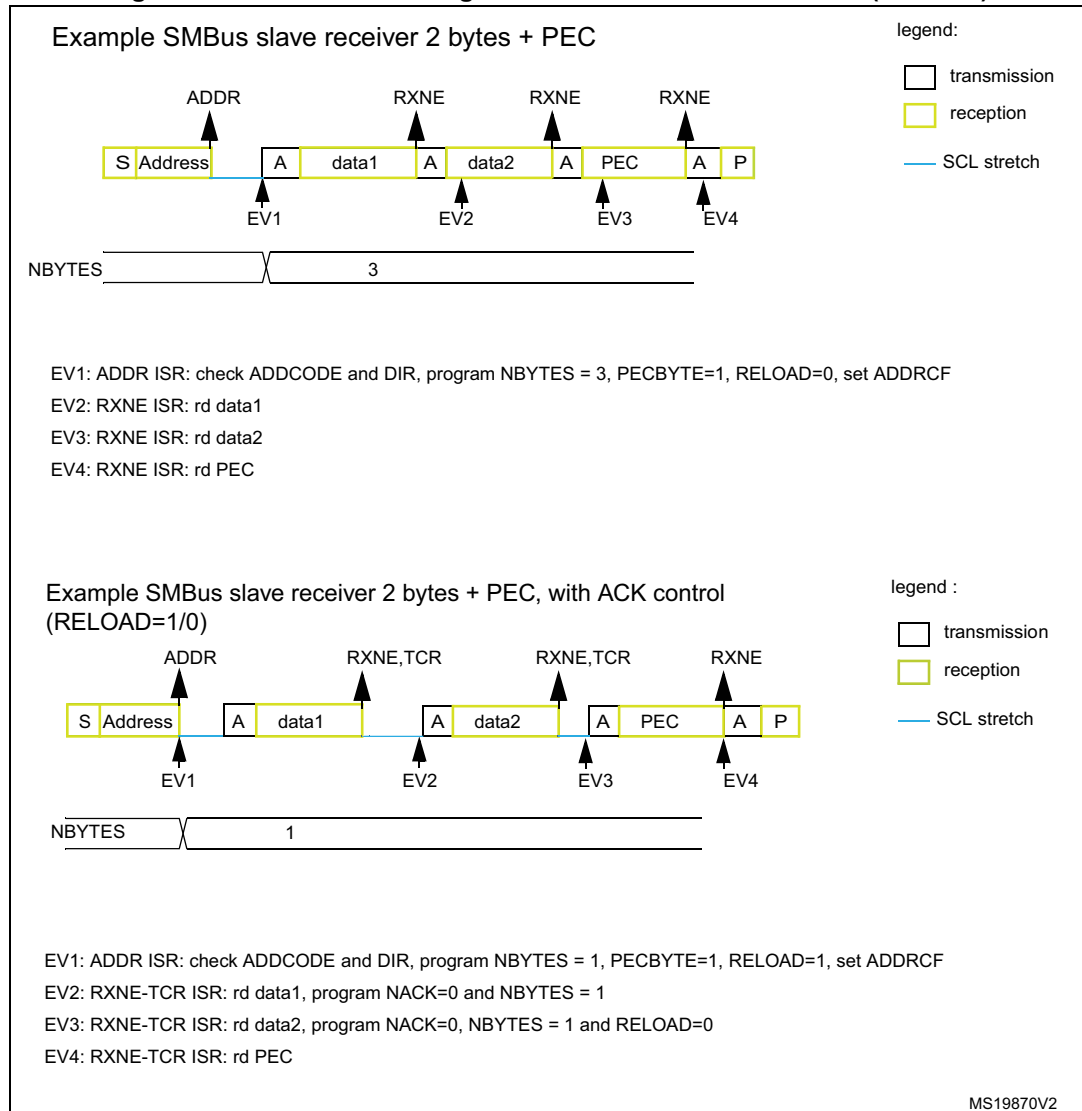 Example SMBus slave receiver 2 bytes + PEC
legend:
transmission
reception
SCL stretch
ADDR RXNE RXNE RXNE
S Address A data1 A data2 A PEC A P
EV1 EV2 EV3 EV4
NBYTES 3
EV1: ADDR ISR: check ADDCODE and DIR, program NBYTES = 3, PECBYTE=1, RELOAD=0, set ADDRCF
EV2: RXNE ISR: rd data1
EV3: RXNE ISR: rd data2
EV4: RXNE ISR: rd PEC
Example SMBus slave receiver 2 bytes + PEC, with ACK control
(RELOAD=1/0)
legend :
transmission
reception
SCL stretch
ADDR RXNE,TCR RXNE,TCR RXNE
S Address A data1 A data2 A PEC A P
EV1 EV2 EV3 EV4
NBYTES 1
EV1: ADDR ISR: check ADDCODE and DIR, program NBYTES = 1, PECBYTE=1, RELOAD=1, set ADDRCF
EV2: RXNE-TCR ISR: rd data1, program NACK=0 and NBYTES = 1
EV3: RXNE-TCR ISR: rd data2, program NACK=0, NBYTES = 1 and RELOAD=0
EV4: RXNE-TCR ISR: rd PEC
MS19870V2